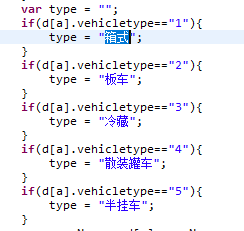 var type = "";
if(d[a].vehicletype=="1"){
type = "箱式";
}
if(d[a].vehicletype=="2"){
type = "板车";
}
if(d[a].vehicletype=="3"){
type = "冷藏";
}
if(d[a].vehicletype=="4"){
type = "散装罐车";
}
if(d[a].vehicletype=="5"){
type = "半挂车";
}